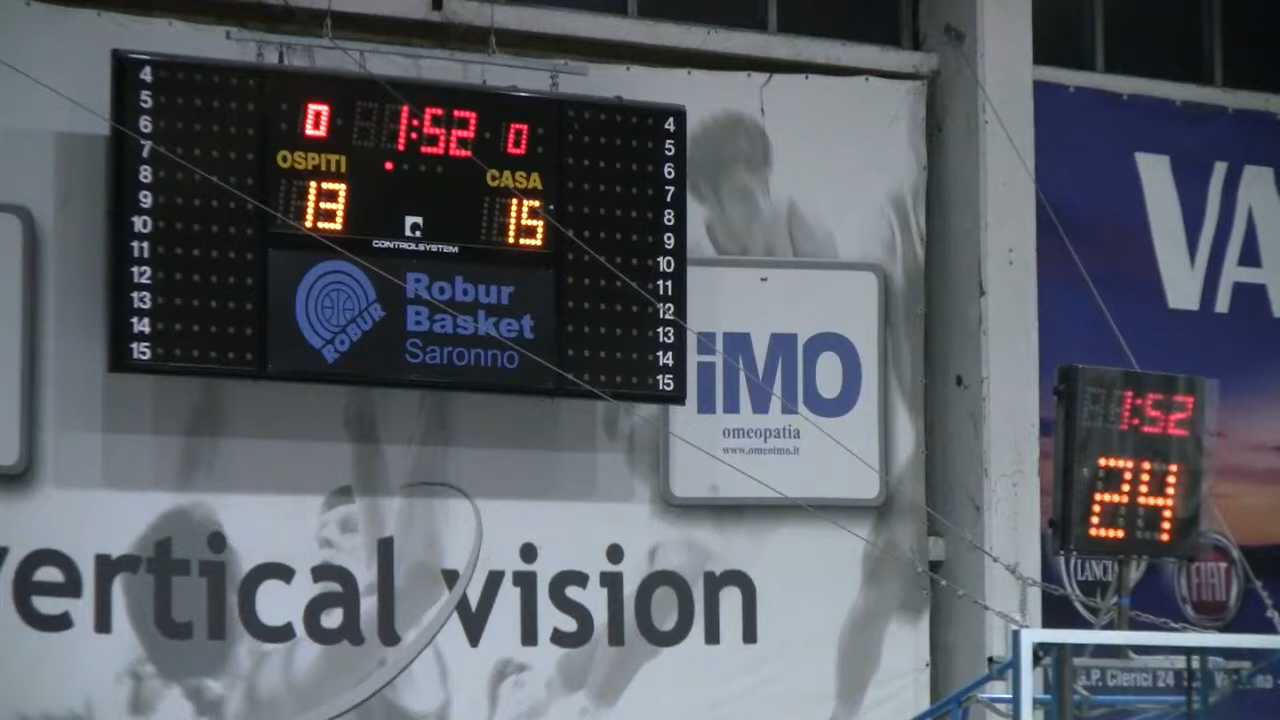 4
5
6
7
8
9
10
11
12
13
14
15
0 1:52 0
OSPITI CASA
13 15
CONTROLSYSTEM
ROBUR
Robur
Basket
Saronno
4
5
6
7
8
9
10
11
12
13
14
15
iMO
omeopatia
www.omeoimo.it
vertical vision
VA
1:52
24
LANCIA
FIAT
G.P. Clerici 24